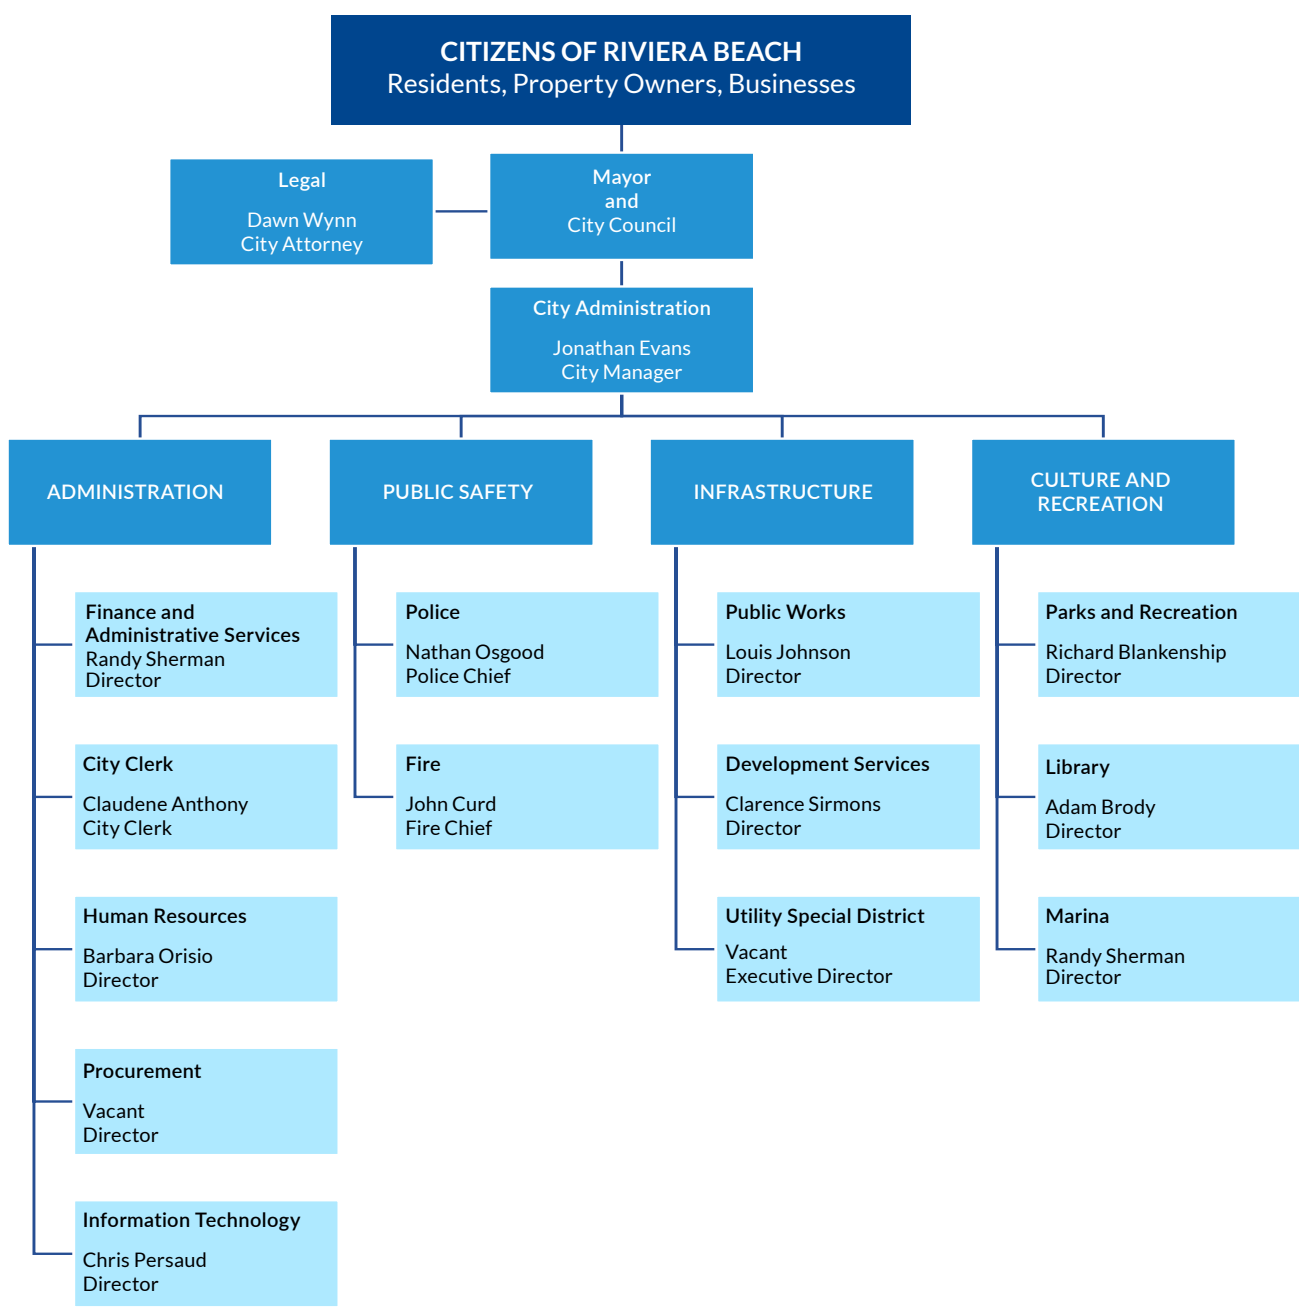 CITIZENS OF RIVIERA BEACH
Residents, Property Owners, Businesses
Legal
Dawn Wynn
City Attorney
Mayor
and
City Council
City Administration
Jonathan Evans
City Manager
ADMINISTRATION
PUBLIC SAFETY
INFRASTRUCTURE
CULTURE AND
RECREATION
Finance and
Administrative Services
Randy Sherman
Director
City Clerk
Claudene Anthony
City Clerk
Human Resources
Barbara Orisio
Director
Procurement
Vacant
Director
Information Technology
Chris Persaud
Director
Police
Nathan Osgood
Police Chief
Fire
John Curd
Fire Chief
Public Works
Louis Johnson
Director
Development Services
Clarence Sirmons
Director
Utility Special District
Vacant
Executive Director
Parks and Recreation
Richard Blankenship
Director
Library
Adam Brody
Director
Marina
Randy Sherman
Director